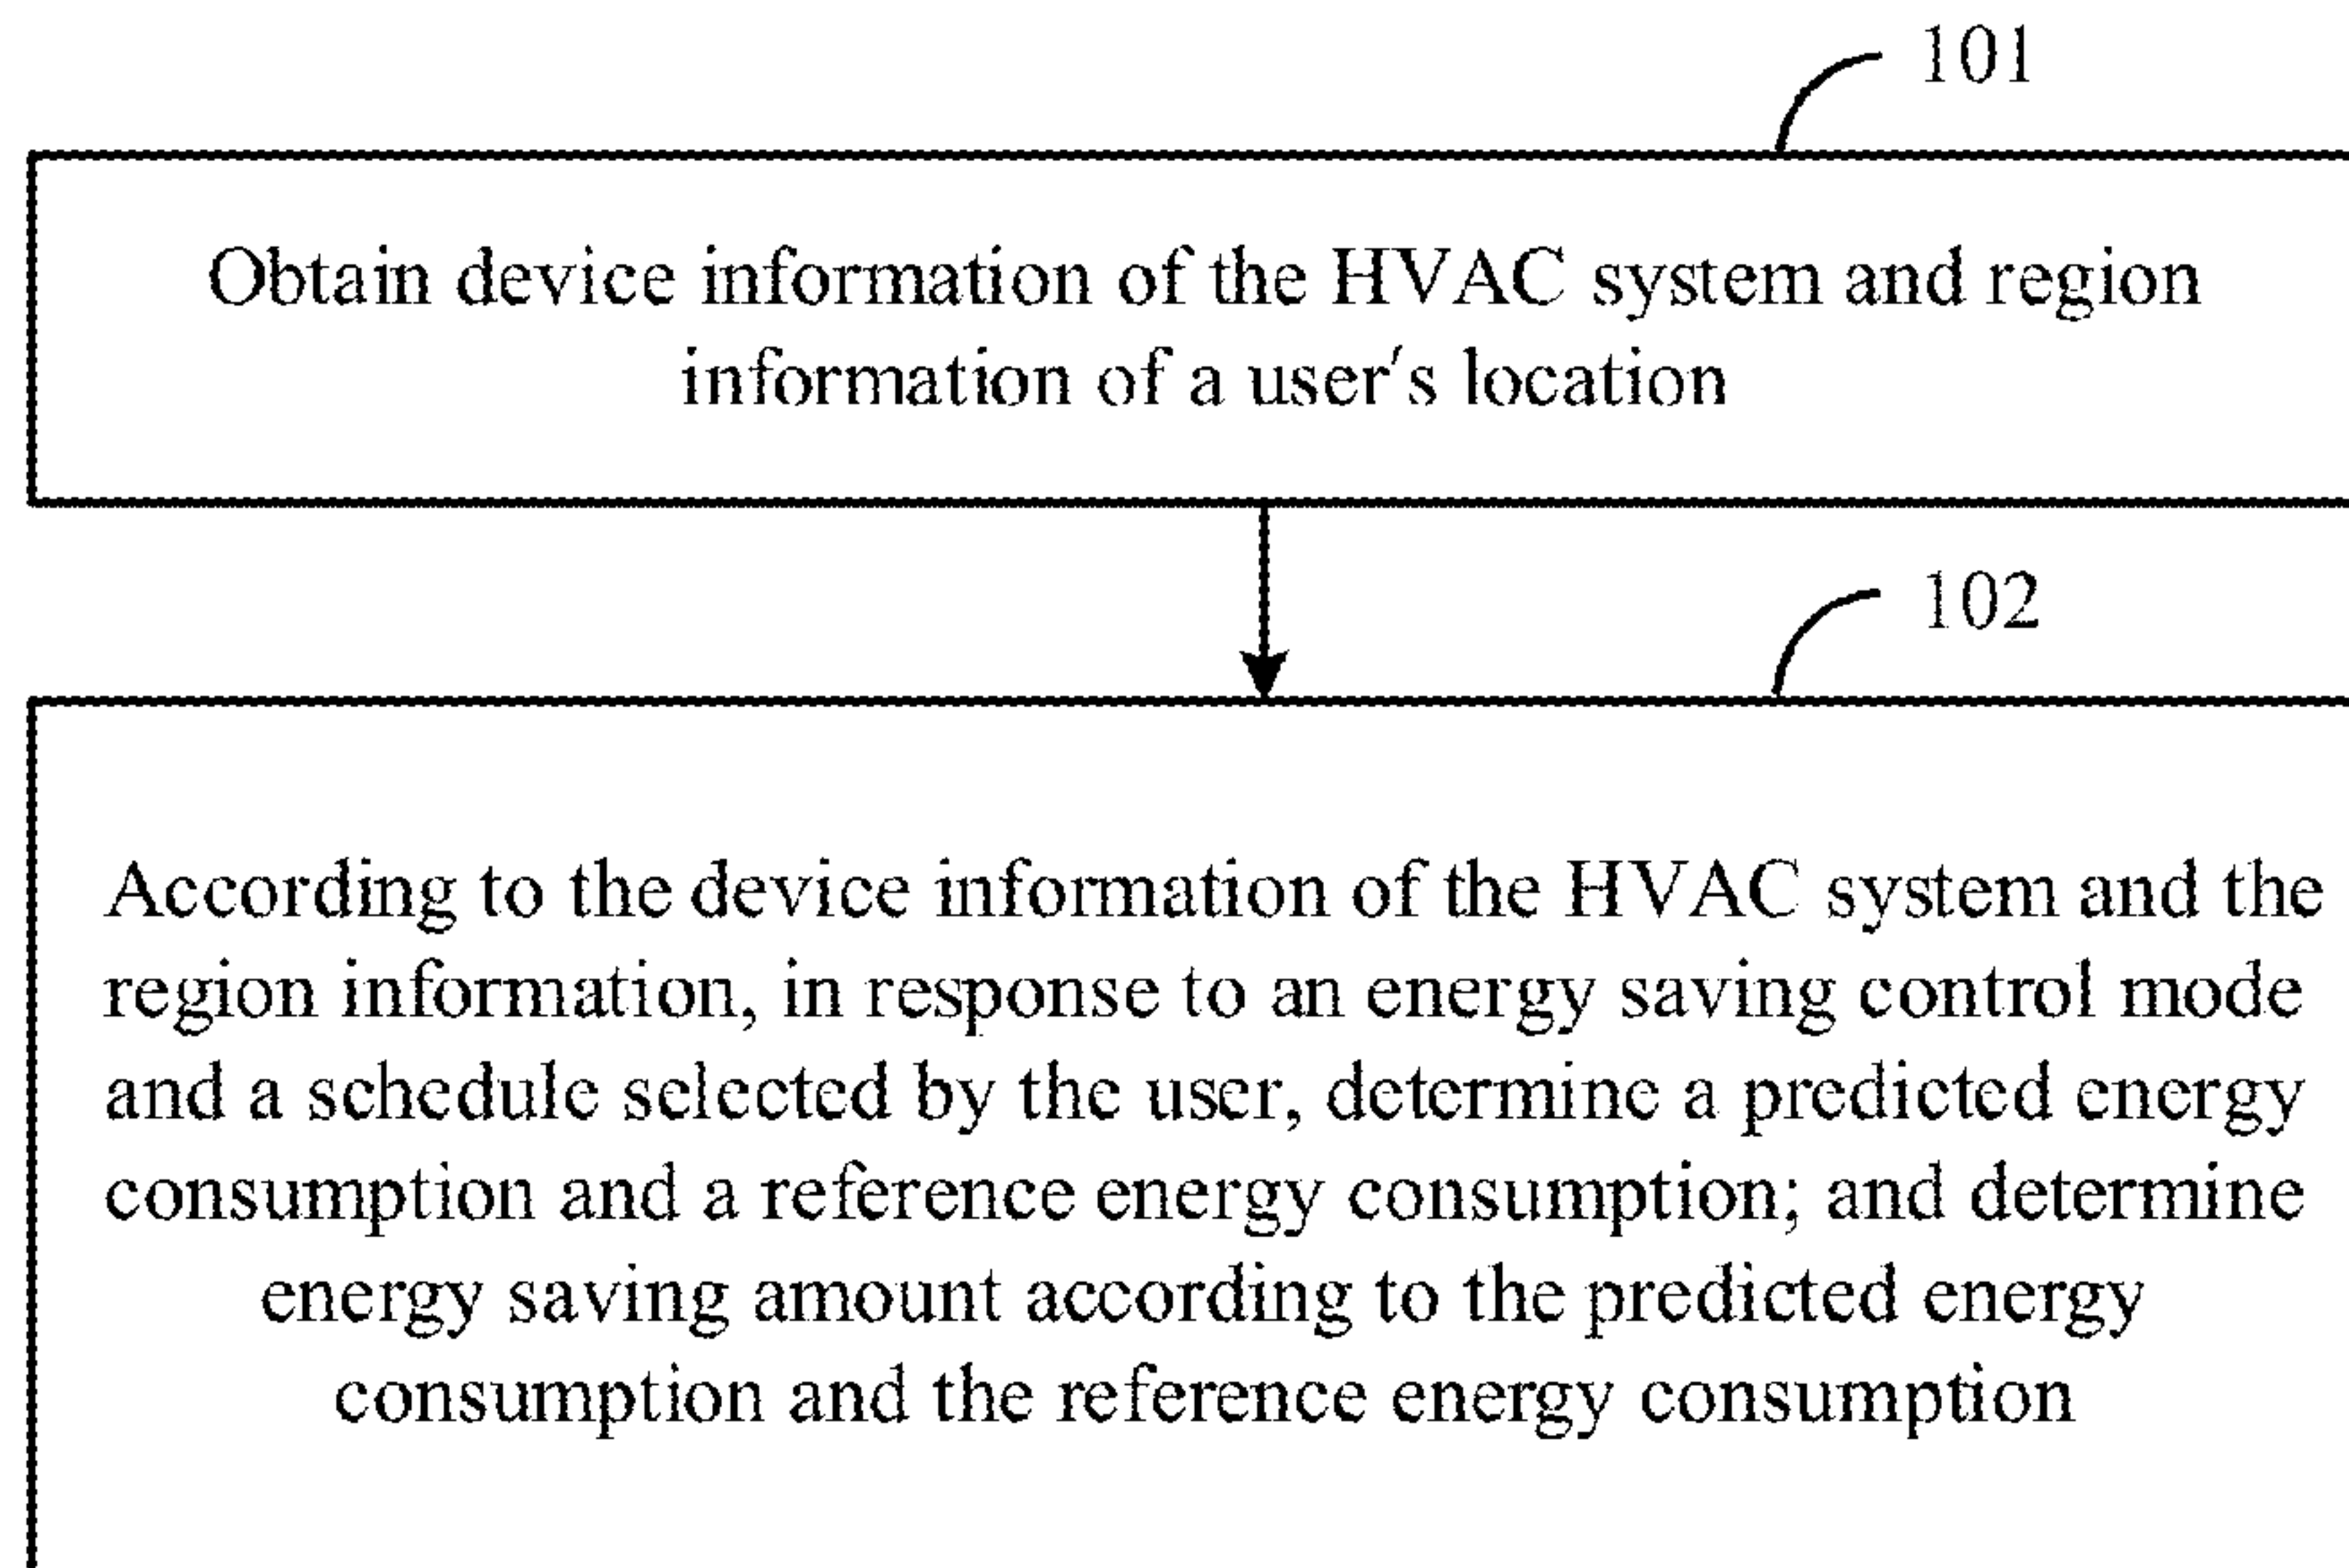 101
Obtain device information of the HVAC system and region
information of a user's location
102
According to the device information of the HVAC system and the
region information, in response to an energy saving control mode
and a schedule selected by the user, determine a predicted energy
consumption and a reference energy consumption; and determine
energy saving amount according to the predicted energy
consumption and the reference energy consumption